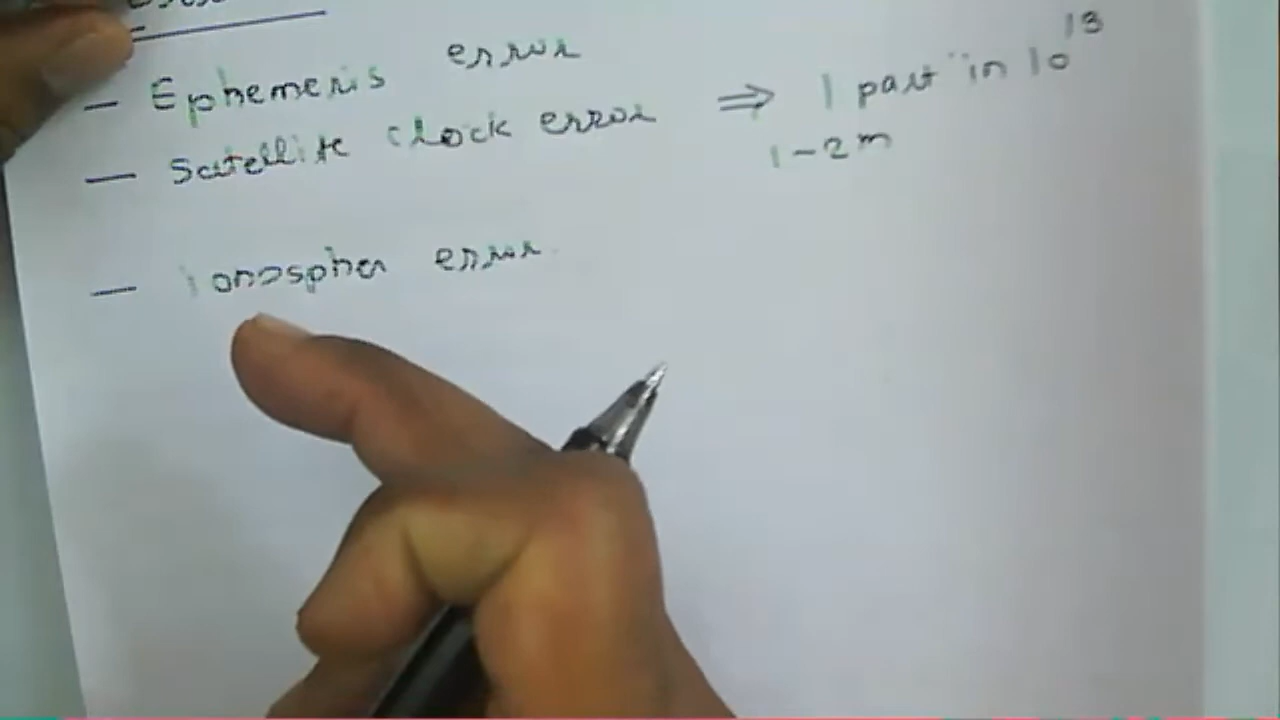 - Ephemeris error
- Satellite clock error ⇒ 1 part in 10^13
1-2m
- ionospher error